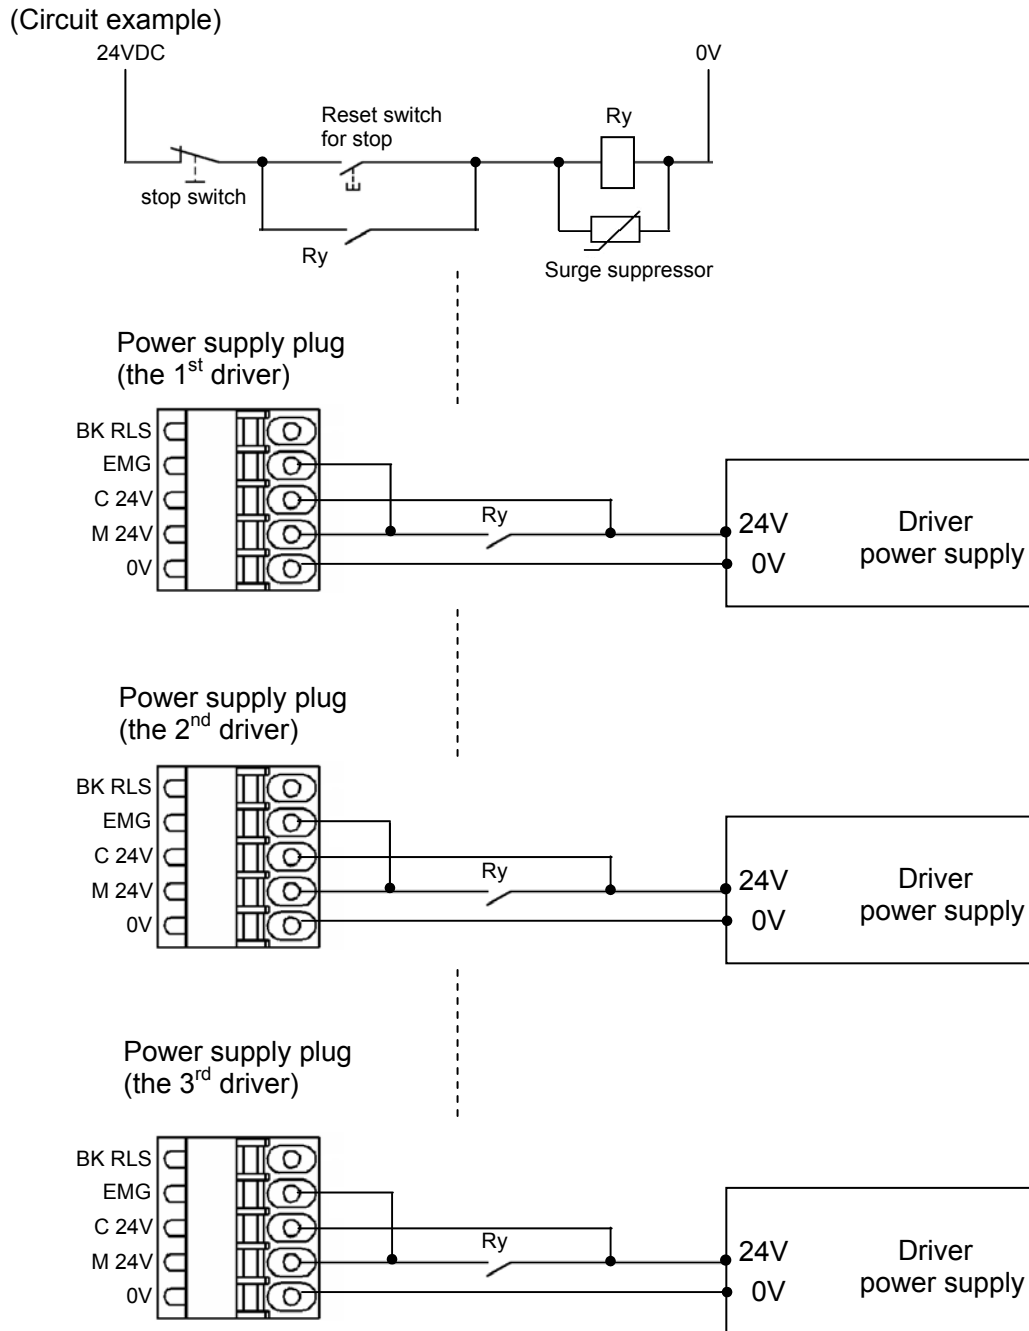 (Circuit example)
24VDC
0V
Reset switch
for stop
Ry
stop switch
Ry
Surge suppressor
Power supply plug
(the 1st driver)
BK RLS
EMG
C 24V
M 24V
0V
Ry
24V
0V
Driver
power supply
Power supply plug
(the 2nd driver)
BK RLS
EMG
C 24V
M 24V
0V
Ry
24V
0V
Driver
power supply
Power supply plug
(the 3rd driver)
BK RLS
EMG
C 24V
M 24V
0V
Ry
24V
0V
Driver
power supply